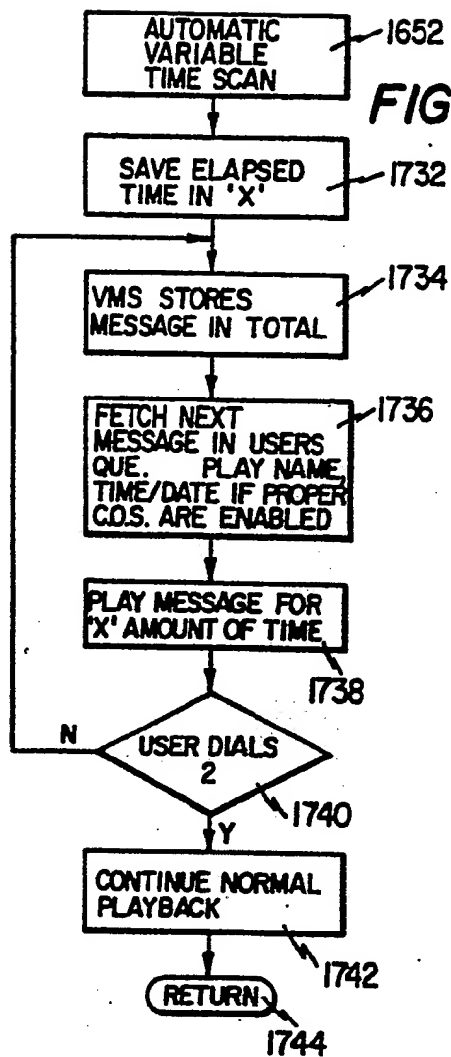 AUTOMATIC
VARIABLE
TIME SCAN
1652
FIG
SAVE ELAPSED
TIME IN 'X'
1732
VMS STORES
MESSAGE IN TOTAL
1734
FETCH NEXT
MESSAGE IN USERS
QUE. PLAY NAME,
TIME/DATE IF PROPER
C.O.S. ARE ENABLED
1736
PLAY MESSAGE FOR
'X' AMOUNT OF TIME
1738
N
USER DIALS
2
1740
Y
CONTINUE NORMAL
PLAYBACK
1742
RETURN
1744